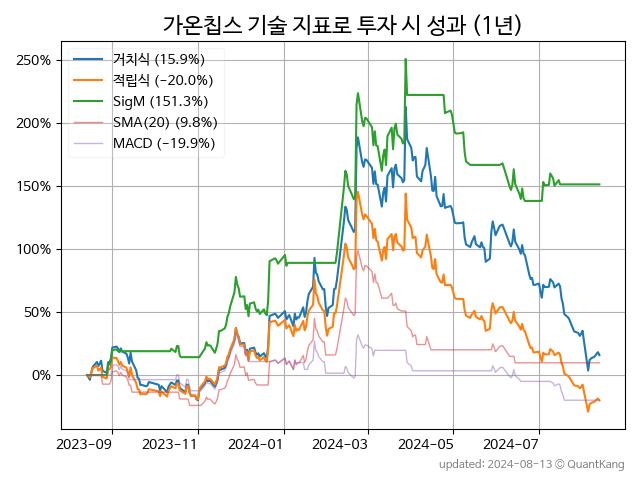 가온칩스 기술 지표로 투자 시 성과 (1년)
거치식 (15.9%)
적립식 (−20.0%)
SigM (151.3%)
SMA(20) (9.8%)
MACD (−19.9%)
250%
200%
150%
100%
50%
0%
2023-09 2023-11 2024-01 2024-03 2024-05 2024-07
updated: 2024-08-13 ⓒ QuantKang